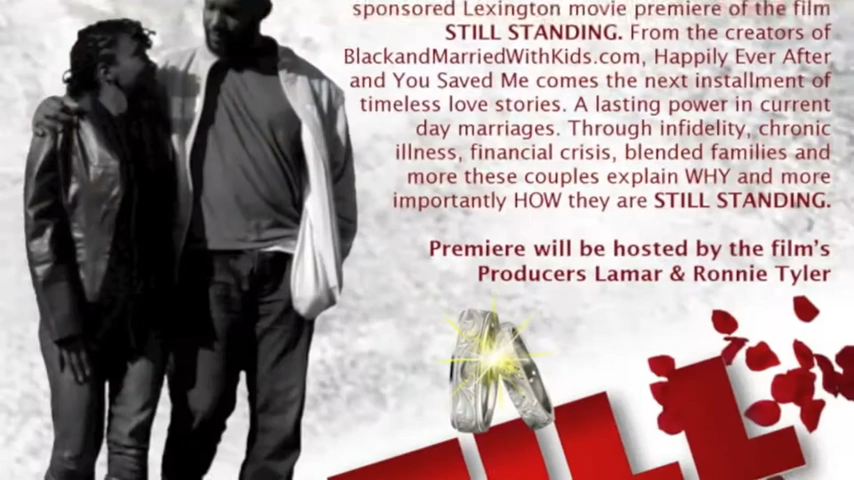 sponsored Lexington movie premiere of the film
STILL STANDING. From the creators of
BlackandMarriedWithKids.com, Happily Ever After
and You Saved Me comes the next installment of
timeless love stories. A lasting power in current
day marriages. Through infidelity, chronic
illness, financial crisis, blended families and
more these couples explain WHY and more
importantly HOW they are STILL STANDING.
Premiere will be hosted by the film's
Producers Lamar & Ronnie Tyler